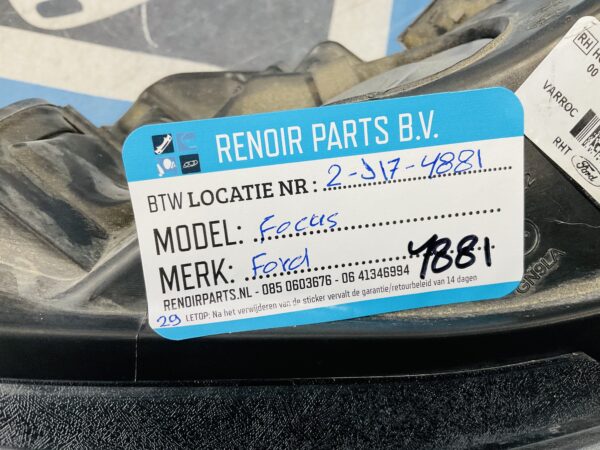 RENOIR PARTS B.V.
BTW LOCATIE NR : 2-J17-4881
MODEL: Focus
MERK: Ford
4881
RENOIRPARTS.NL - 085 0603676 - 06 41346994
29 LETOP: Na het verwijderen van de sticker vervalt de garantie/retourbeleid van 14 dagen
RH
00
VARROC
RHT
Ford